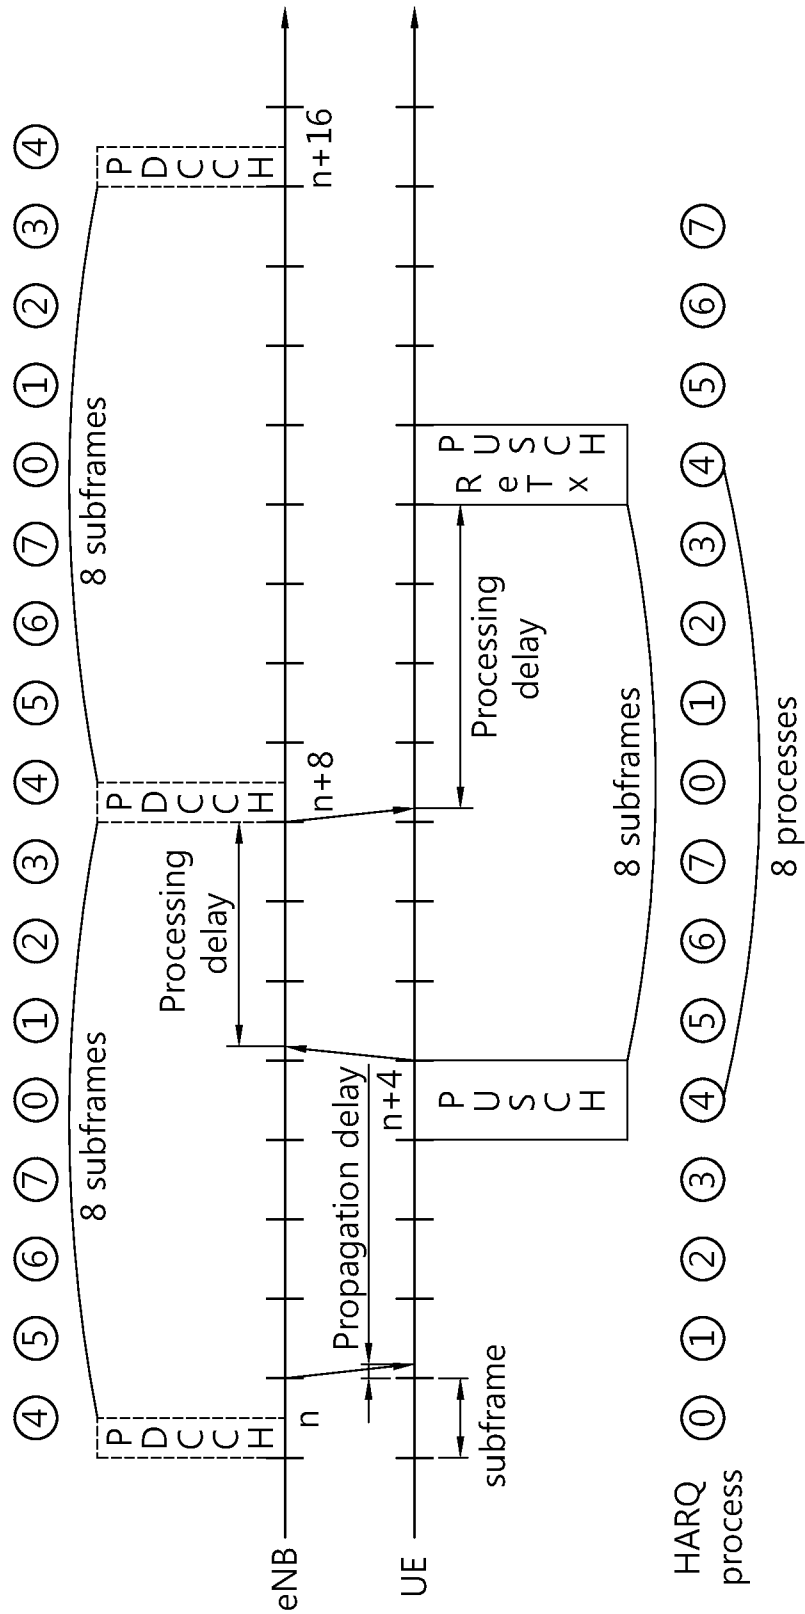 4 5 6 7 0 1 2 3 4 5 6 7 0 1 2 3 4
8 subframes
8 subframes
PDCCH
PDCCH
PDCCH
Processing
delay
eNB
n
n+8
n+16
Propagation delay
n+4
UE
subframe
PUSCH
Processing
delay
PUSCH
ReTx
8 subframes
HARQ
process
0 1 2 3 4 5 6 7 0 1 2 3 4 5 6 7
8 processes